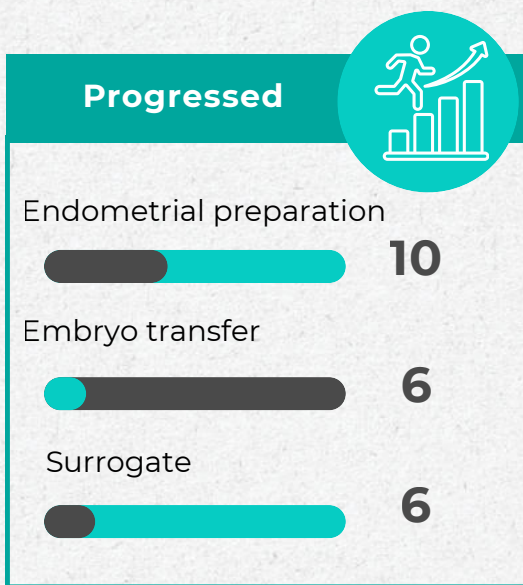 Progressed
Endometrial preparation
10
Embryo transfer
6
Surrogate
6